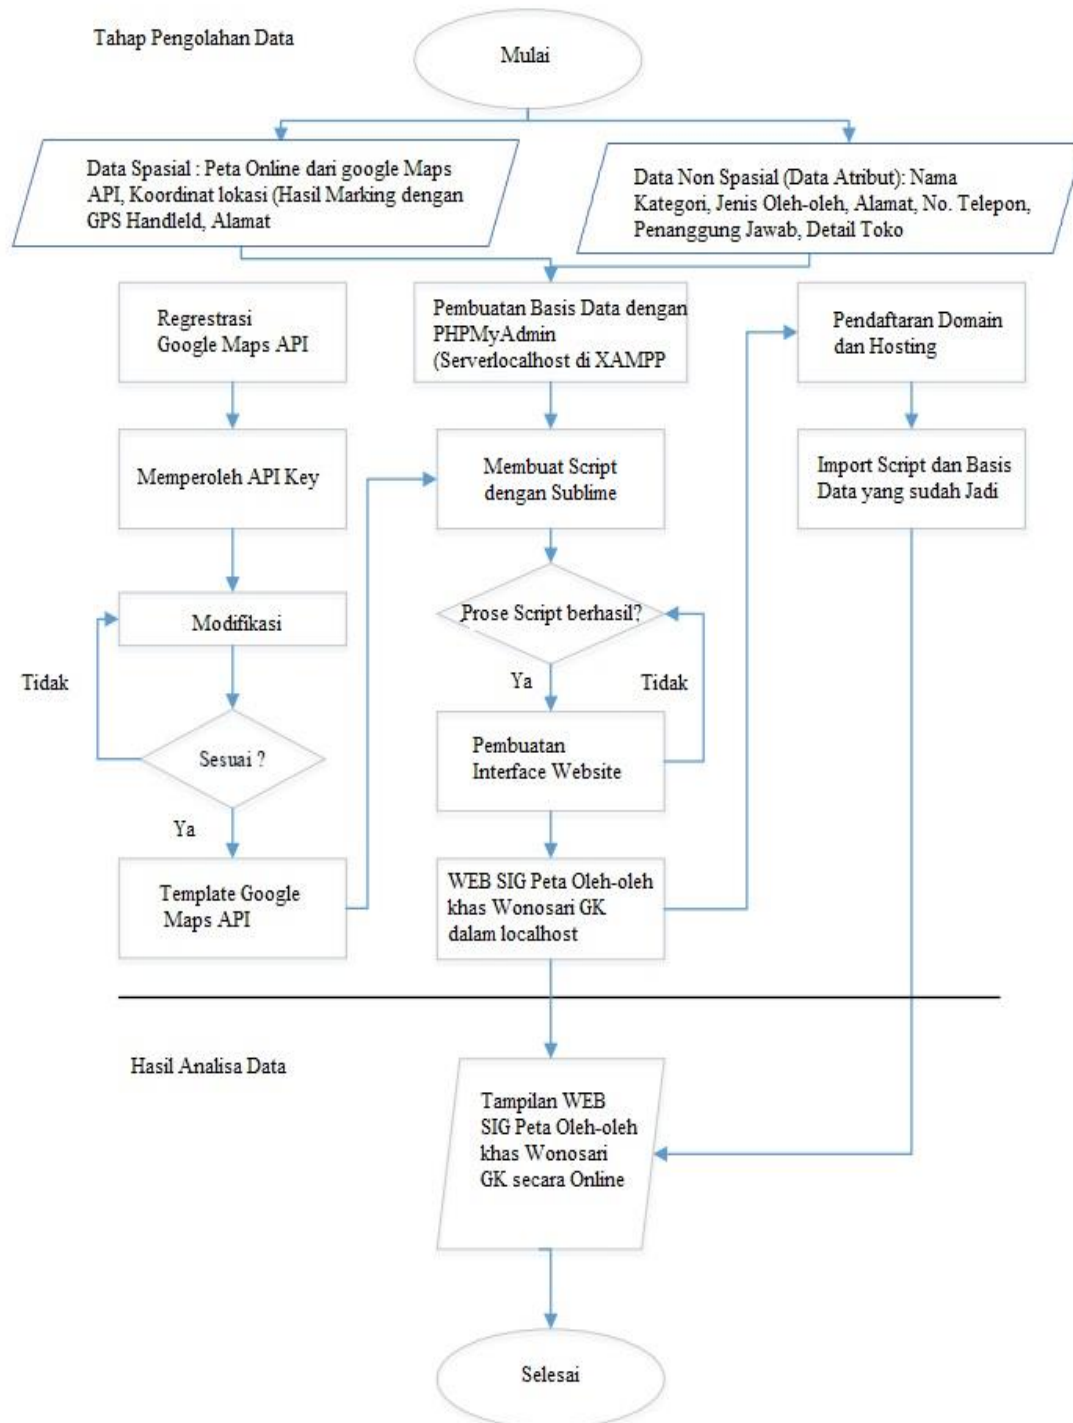 Tahap Pengolahan Data
Mulai
Data Spasial : Peta Online dari google Maps
API, Koordinat lokasi (Hasil Marking dengan
GPS Handleld, Alamat
Data Non Spasial (Data Atribut): Nama
Kategori, Jenis Oleh-oleh, Alamat, No. Telepon,
Penanggung Jawab, Detail Toko
Regrestrasi
Google Maps API
Pembuatan Basis Data dengan
PHPMyAdmin
(Serverlocalhost di XAMPP
Pendaftaran Domain
dan Hosting
Memperoleh API Key
Membuat Script
dengan Sublime
Import Script dan Basis
Data yang sudah Jadi
Modifikasi
Prose Script berhasil?
Tidak
Ya
Tidak
Sesuai ?
Pembuatan
Interface Website
Ya
Template Google
Maps API
WEB SIG Peta Oleh-oleh
khas Wonosari GK
dalam localhost
Hasil Analisa Data
Tampilan WEB
SIG Peta Oleh-oleh
khas Wonosari
GK secara Online
Selesai